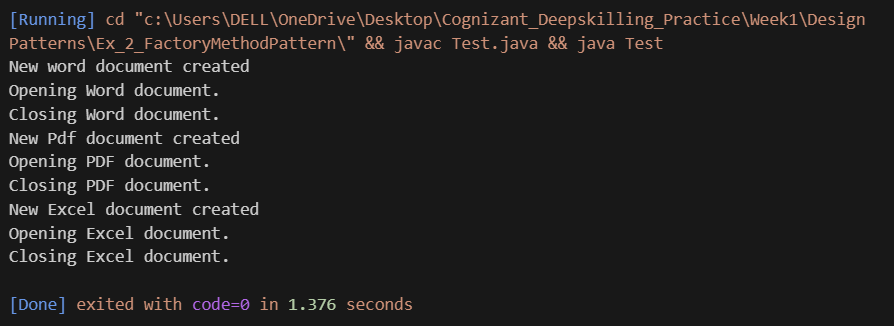 [Running] cd "c:\Users\DELL\OneDrive\Desktop\Cognizant_Deepskilling_Practice\Week1\Design
Patterns\Ex_2_FactoryMethodPattern\" && javac Test.java && java Test
New word document created
Opening Word document.
Closing Word document.
New Pdf document created
Opening PDF document.
Closing PDF document.
New Excel document created
Opening Excel document.
Closing Excel document.
[Done] exited with code=0 in 1.376 seconds